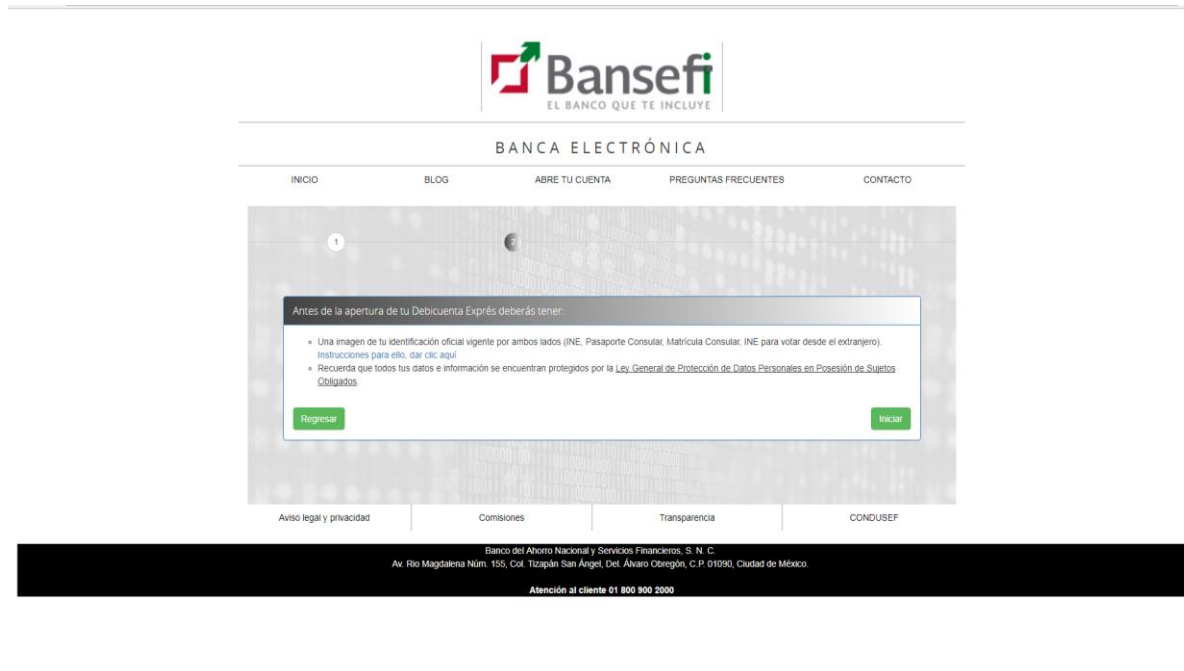 Bansefi
EL BANCO QUE TE INCLUYE
BANCA ELECTRÓNICA
INICIO BLOG ABRE TU CUENTA PREGUNTAS FRECUENTES CONTACTO
1 2
Antes de la apertura de tu Debicuenta Exprés deberás tener:
Una imagen de tu identificación oficial vigente por ambos lados (INE, Pasaporte Consular, Matrícula Consular, INE para votar desde el extranjero).
Instrucciones para ello, dar clic aquí
Recuerda que todos tus datos e información se encuentran protegidos por la Ley General de Protección de Datos Personales en Posesión de Sujetos
Obligados.
Regresar Iniciar
Aviso legal y privacidad Comisiones Transparencia CONDUSEF
Banco del Ahorro Nacional y Servicios Financieros, S. N. C.
Av. Río Magdalena Núm. 155, Col. Tizapán San Ángel, Del. Álvaro Obregón, C.P. 01090, Ciudad de México.
Atención al cliente 01 800 900 2000